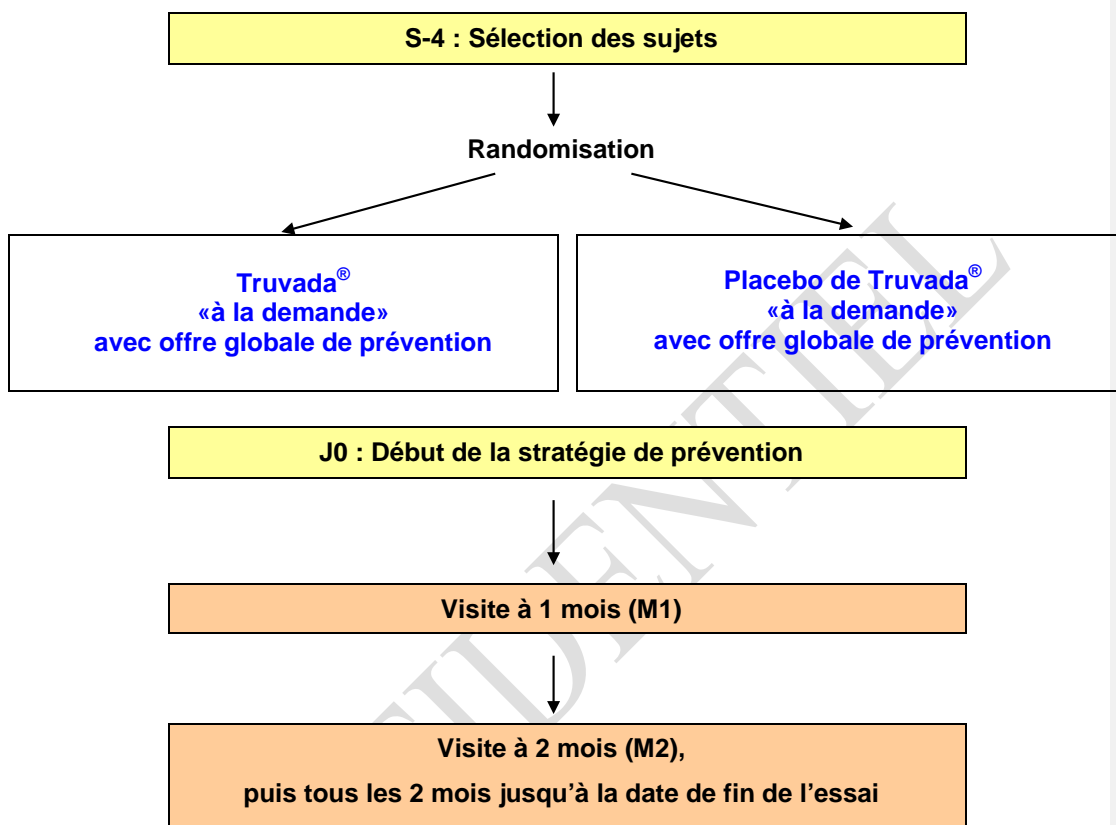 S-4 : Sélection des sujets
Randomisation
Truvada®
«à la demande»
avec offre globale de prévention
Placebo de Truvada®
«à la demande»
avec offre globale de prévention
J0 : Début de la stratégie de prévention
Visite à 1 mois (M1)
Visite à 2 mois (M2),
puis tous les 2 mois jusqu'à la date de fin de l'essai
TIDENTIEL